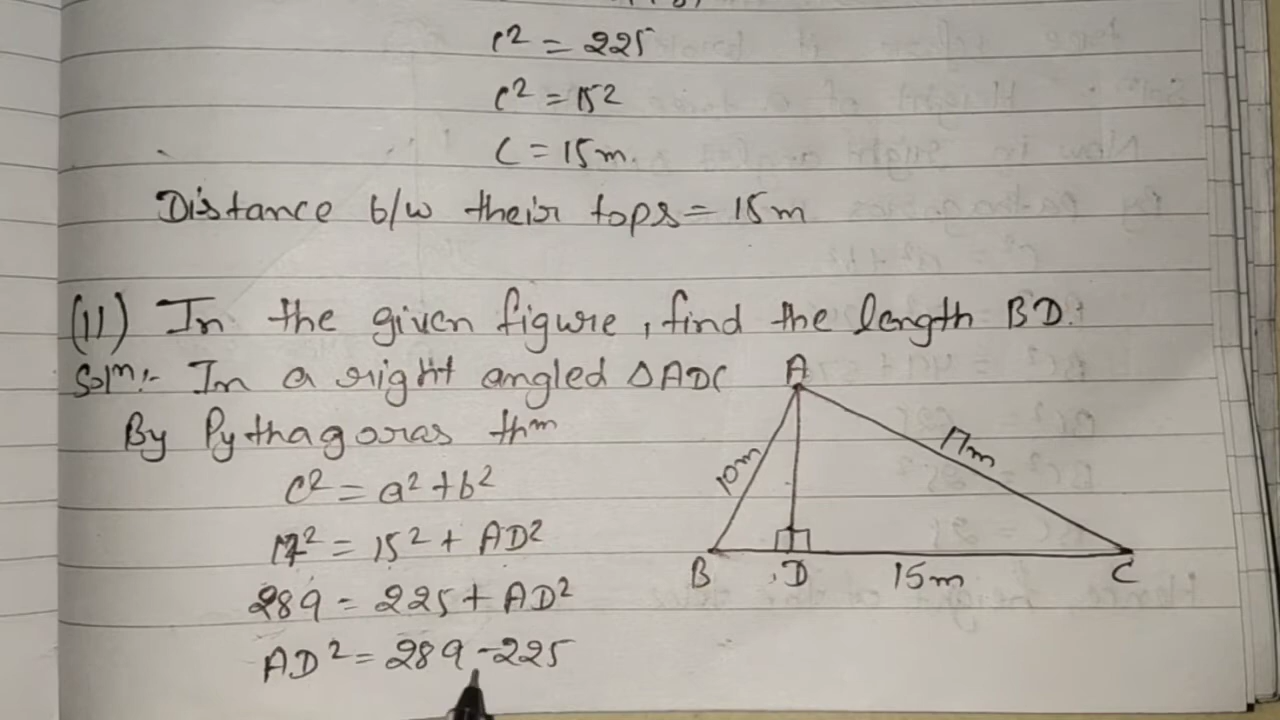 c² = 225
c² = 15²
C = 15m.
Distance b/w their tops = 15m
(11) In the given figure, find the length BD.
Solⁿ:- In a right angled △ADC
By Pythagoras thm
c² = a² + b²
17² = 15² + AD²
289 = 225 + AD²
AD² = 289 - 225
A
10m
17m
B
D
15m
C